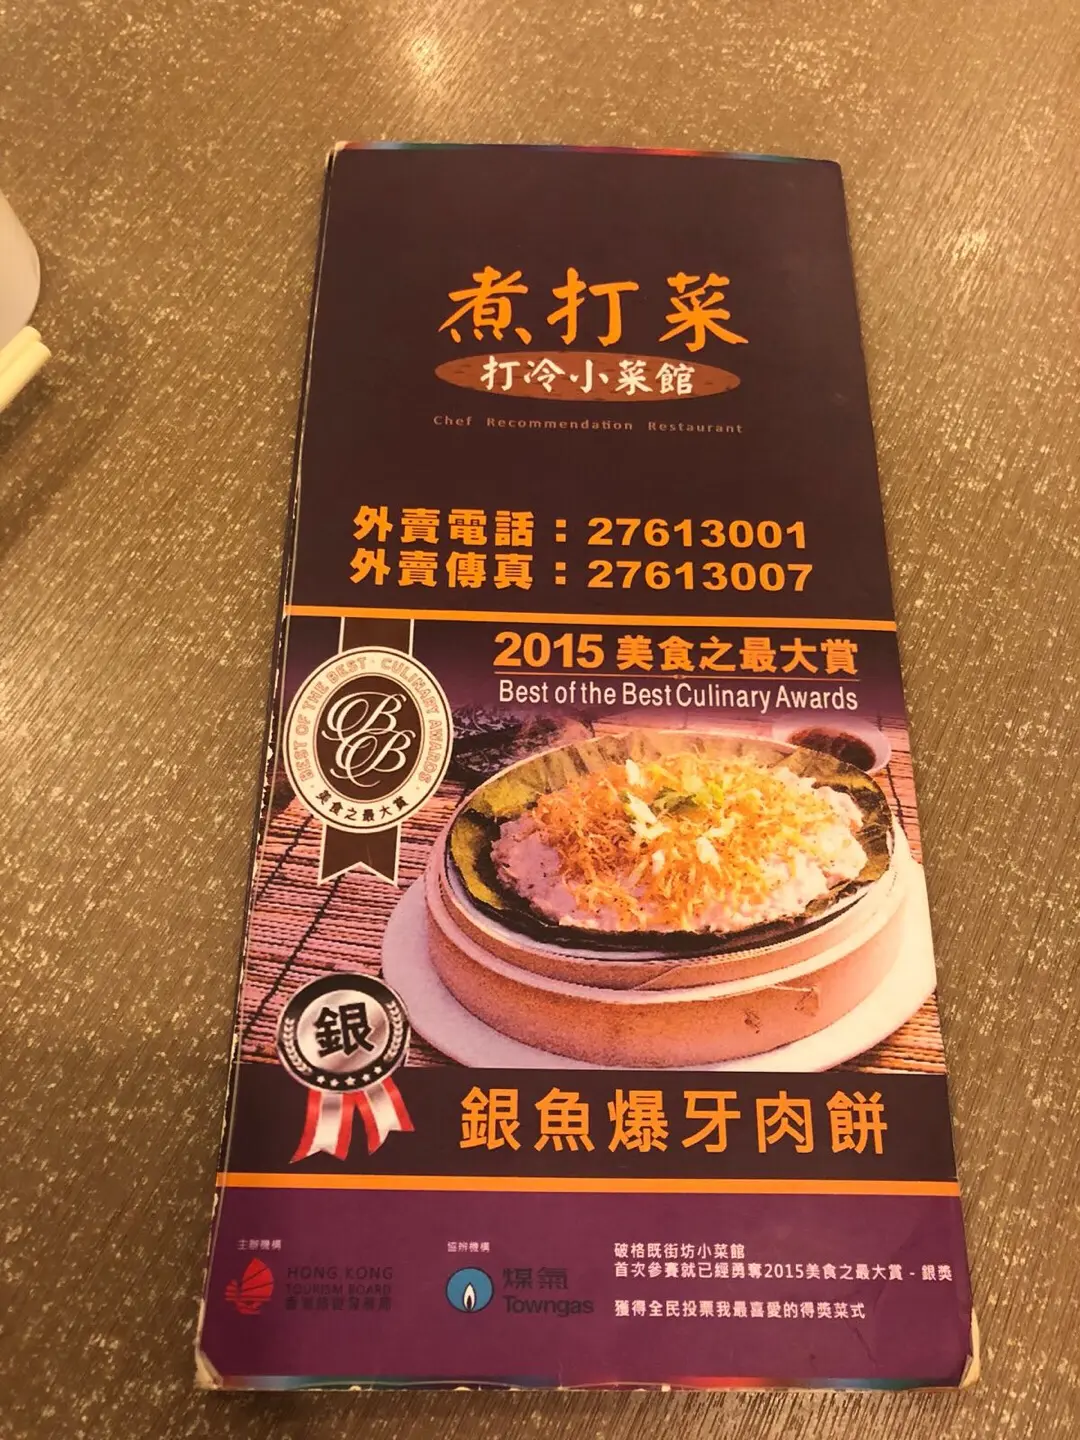 煮打菜
打冷小菜館
Chef Recommendation Restaurant
外賣電話：27613001
外賣傳真：27613007
2015 美食之最大賞
Best of the Best Culinary Awards
BEST OF THE BEST · CULINARY AWARDS
BCB
美食之最大賞
銀
銀魚爆牙肉餅
主辦機構
HONG KONG
TOURISM BOARD
香港旅遊發展局
協辦機構
煤氣
Towngas
破格既街坊小菜館
首次參賽就已經勇奪2015美食之最大賞 - 銀獎
獲得全民投票我最喜愛的得獎菜式